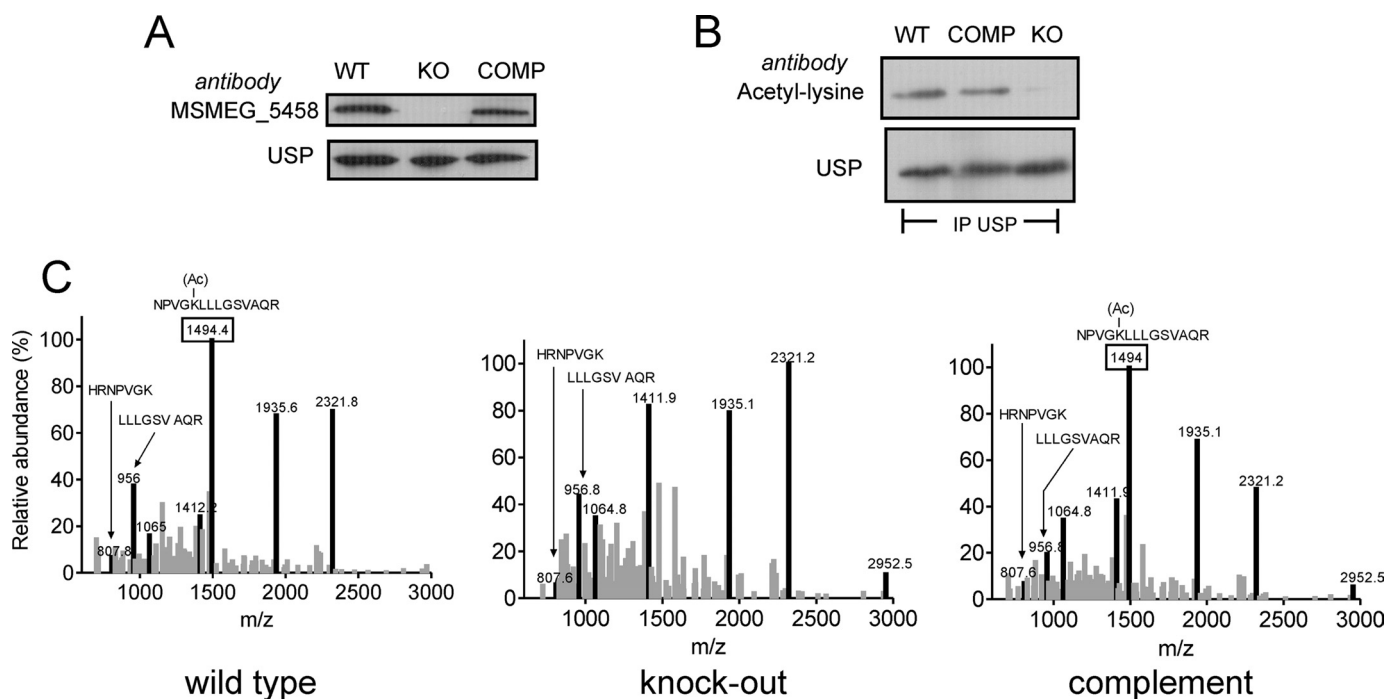 A
antibody
WT KO COMP
MSMEG_5458
USP
B
antibody
WT COMP KO
Acetyl-lysine
USP
IP USP
C
Relative abundance (%)
100
80
60
40
20
0
(Ac)
NPVGKLLLGSVAQR
1494.4
HRNPVGK
LLLGSV AQR
807.8
956
1065
1412.2
1935.6
2321.8
1000 1500 2000 2500 3000
m/z
wild type
100
80
60
40
20
0
HRNPVGK
LLLGSV AQR
807.6
956.8
1064.8
1411.9
1935.1
2321.2
2952.5
1000 1500 2000 2500 3000
m/z
knock-out
100
80
60
40
20
0
(Ac)
NPVGKLLLGSVAQR
1494
HRNPVGK
LLLGSVAQR
807.6
956.8
1064.8
1411.9
1935.1
2321.2
2952.5
1000 1500 2000 2500 3000
m/z
complement